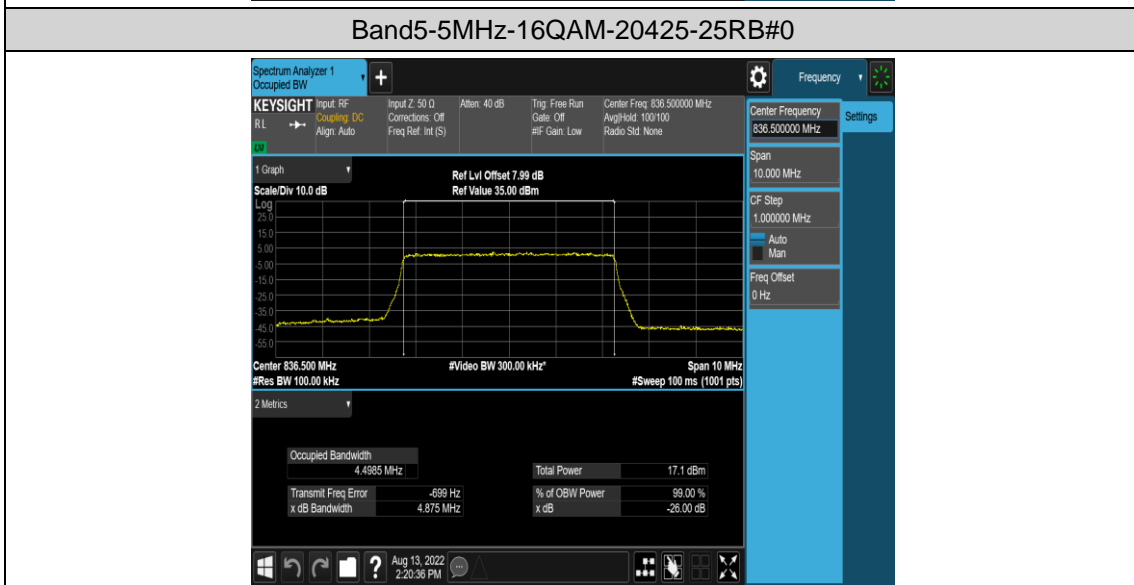 Band5-5MHz-16QAM-20425-25RB#0
Spectrum Analyzer 1
Occupied BW
Frequency
KEYSIGHT
RL
LXI
Input: RF
Coupling: DC
Align: Auto
Input Z: 50 Ω
Corrections: Off
Freq Ref: Int (S)
Atten: 40 dB
Trig: Free Run
Gate: Off
#IF Gain: Low
Center Freq: 836.500000 MHz
Avg|Hold: 100/100
Radio Std: None
Center Frequency
836.500000 MHz
Settings
Span
10.000 MHz
CF Step
1.000000 MHz
Auto
Man
Freq Offset
0 Hz
1 Graph
Ref Lvl Offset 7.99 dB
Scale/Div 10.0 dB
Ref Value 35.00 dBm
Log
25.0
15.0
5.00
-5.00
-15.0
-25.0
-35.0
-45.0
-55.0
Center 836.500 MHz
#Video BW 300.00 kHz*
Span 10 MHz
#Res BW 100.00 kHz
#Sweep 100 ms (1001 pts)
2 Metrics
Occupied Bandwidth
4.4985 MHz
Total Power
17.1 dBm
Transmit Freq Error
-699 Hz
% of OBW Power
99.00 %
x dB Bandwidth
4.875 MHz
x dB
-26.00 dB
Aug 13, 2022
2:20:36 PM